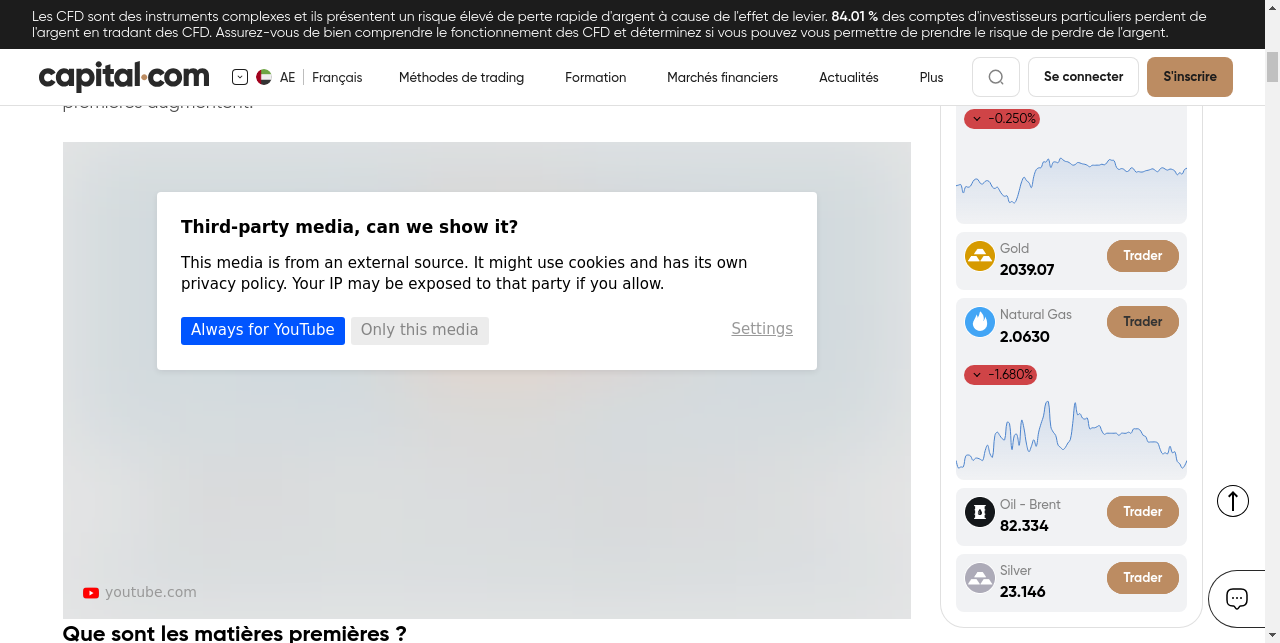 Les CFD sont des instruments complexes et ils présentent un risque élevé de perte rapide d'argent à cause de l'effet de levier. 84.01 % des comptes d'investisseurs particuliers perdent de
l'argent en tradant des CFD. Assurez-vous de bien comprendre le fonctionnement des CFD et déterminez si vous pouvez vous permettre de prendre le risque de perdre de l'argent.
capital.com
AE Français
Méthodes de trading
Formation
Marchés financiers
Actualités
Plus
Se connecter
S'inscrire
premières augmentent.
Third-party media, can we show it?
This media is from an external source. It might use cookies and has its own
privacy policy. Your IP may be exposed to that party if you allow.
Always for YouTube
Only this media
Settings
youtube.com
Que sont les matières premières ?
-0.250%
Gold
2039.07
Trader
Natural Gas
2.0630
Trader
-1.680%
Oil - Brent
82.334
Trader
Silver
23.146
Trader